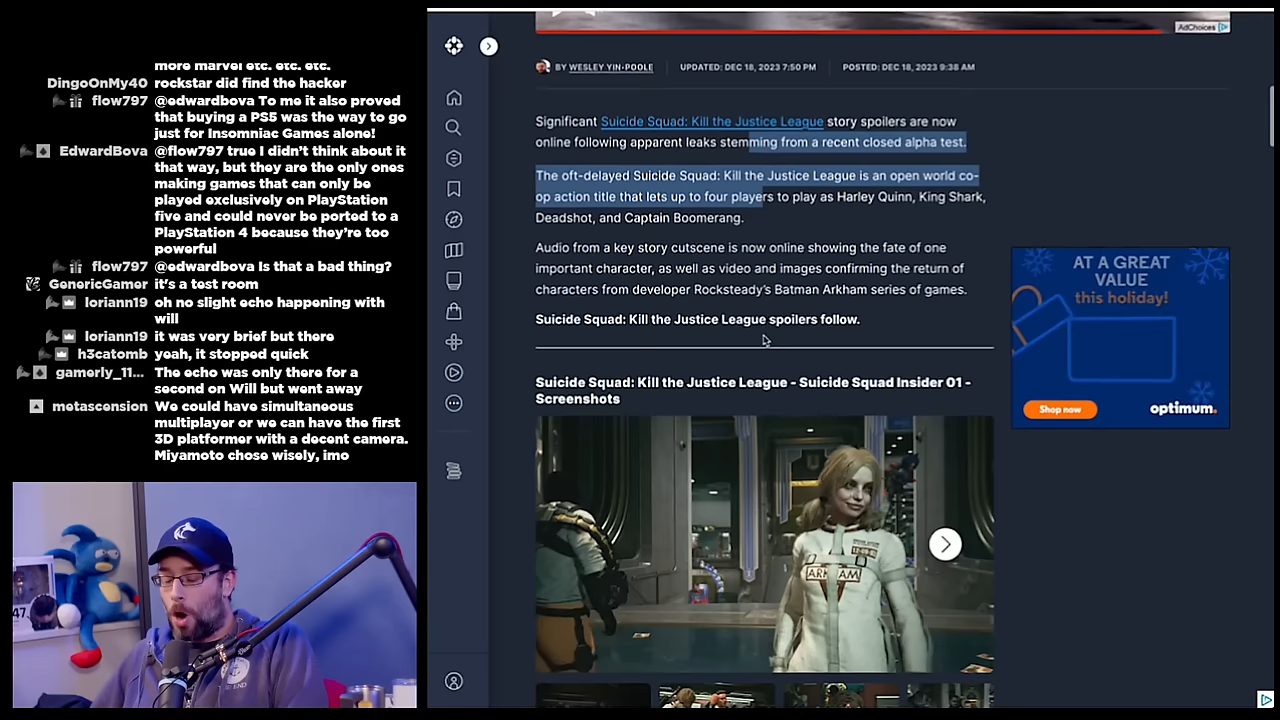 more marvel etc. etc. etc.
DingoOnMy40 rockstar did find the hacker
flow797 @edwardbova To me it also proved
that buying a PS5 was the way to go
just for Insomniac Games alone!
EdwardBova @flow797 true I didn't think about it
that way, but they are the only ones
making games that can only be
played exclusively on PlayStation
five and could never be ported to a
PlayStation 4 because they're too
powerful
flow797 @edwardbova Is that a bad thing?
GenericGamer it's a test room
loriann19 oh no slight echo happening with
will
loriann19 it was very brief but there
h3catomb yeah, it stopped quick
gamerly_11... The echo was only there for a
second on Will but went away
metascension We could have simultaneous
multiplayer or we can have the first
3D platformer with a decent camera.
Miyamoto chose wisely, imo
47
END
AdChoices
BY WESLEY YIN-POOLE UPDATED: DEC 18, 2023 7:50 PM POSTED: DEC 18, 2023 9:38 AM
Significant Suicide Squad: Kill the Justice League story spoilers are now
online following apparent leaks stemming from a recent closed alpha test.
The oft-delayed Suicide Squad: Kill the Justice League is an open world co-
op action title that lets up to four players to play as Harley Quinn, King Shark,
Deadshot, and Captain Boomerang.
Audio from a key story cutscene is now online showing the fate of one
important character, as well as video and images confirming the return of
characters from developer Rocksteady's Batman Arkham series of games.
Suicide Squad: Kill the Justice League spoilers follow.
Suicide Squad: Kill the Justice League - Suicide Squad Insider 01 -
Screenshots
ARKHAM
AT A GREAT
VALUE
this holiday!
Shop now
optimum.